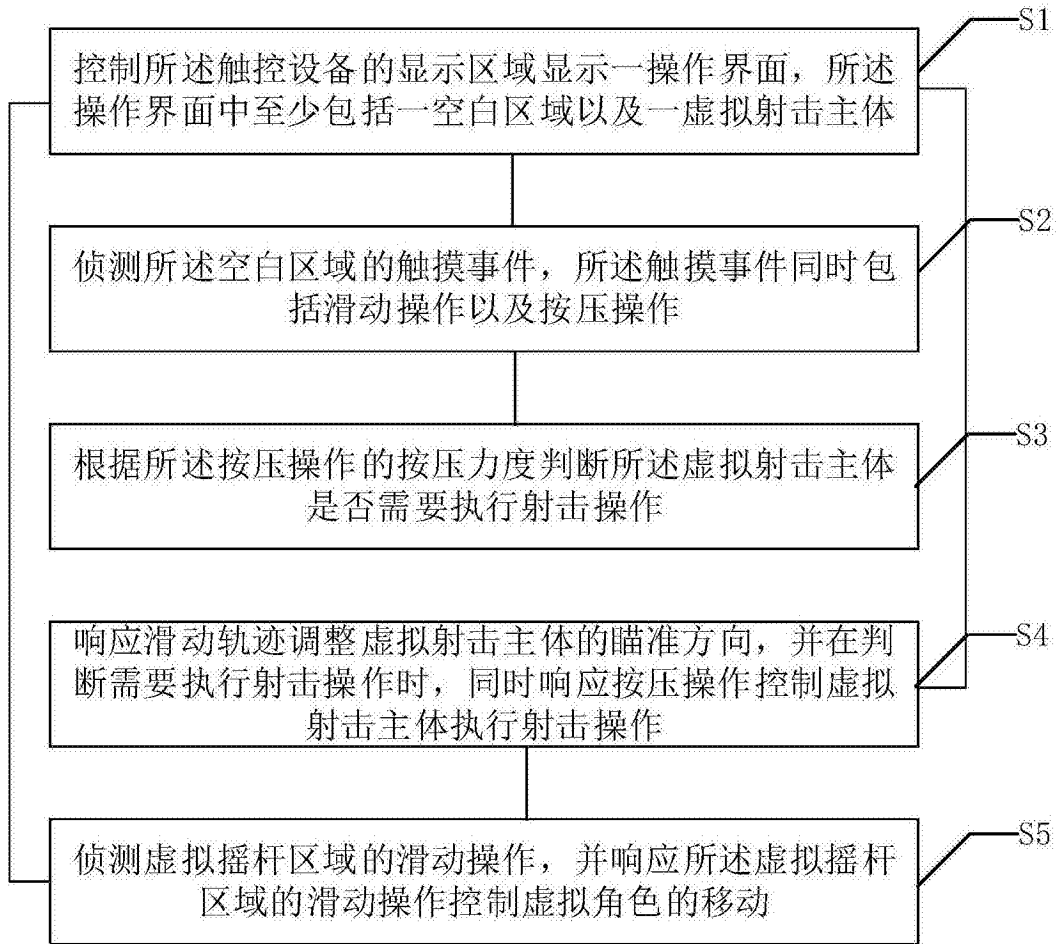 S1
控制所述触控设备的显示区域显示一操作界面，所述
操作界面中至少包括一空白区域以及一虚拟射击主体
S2
侦测所述空白区域的触摸事件，所述触摸事件同时包
括滑动操作以及按压操作
S3
根据所述按压操作的按压力度判断所述虚拟射击主体
是否需要执行射击操作
S4
响应滑动轨迹调整虚拟射击主体的瞄准方向，并在判
断需要执行射击操作时，同时响应按压操作控制虚拟
射击主体执行射击操作
S5
侦测虚拟摇杆区域的滑动操作，并响应所述虚拟摇杆
区域的滑动操作控制虚拟角色的移动